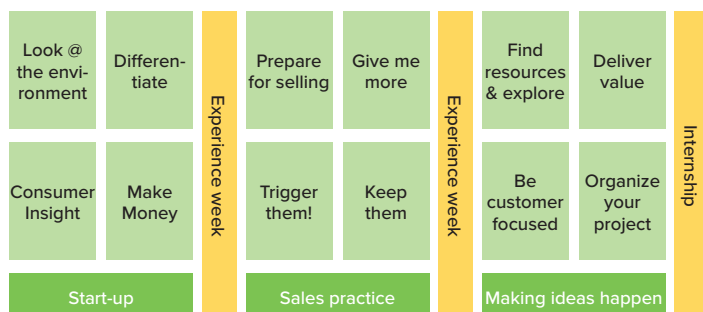 Look @
the envi-
ronment
Differen-
tiate
Consumer
Insight
Make
Money
Start-up
Experience week
Prepare
for selling
Give me
more
Trigger
them!
Keep
them
Sales practice
Experience week
Find
resources
& explore
Deliver
value
Be
customer
focused
Organize
your
project
Making ideas happen
Internship